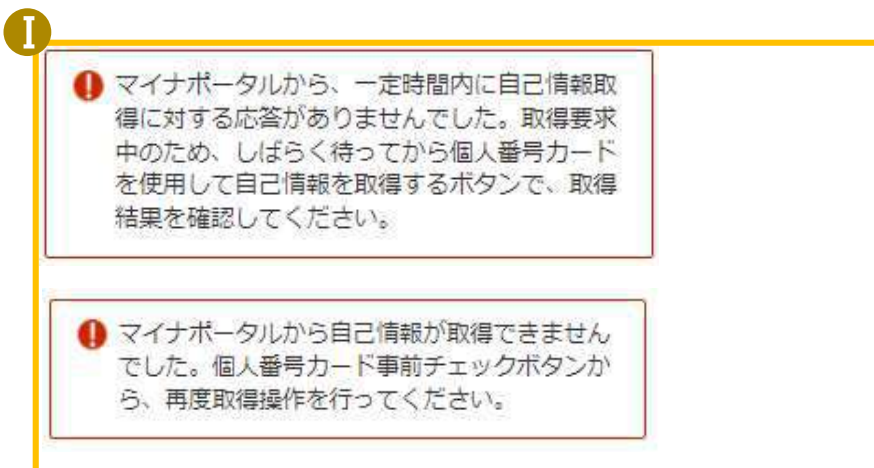 I
マイナポータルから、一定時間内に自己情報取
得に対する応答がありませんでした。取得要求
中のため、しばらく待ってから個人番号カード
を使用して自己情報を取得するボタンで、取得
結果を確認してください。
マイナポータルから自己情報が取得できません
でした。個人番号カード事前チェックボタンか
ら、再度取得操作を行ってください。